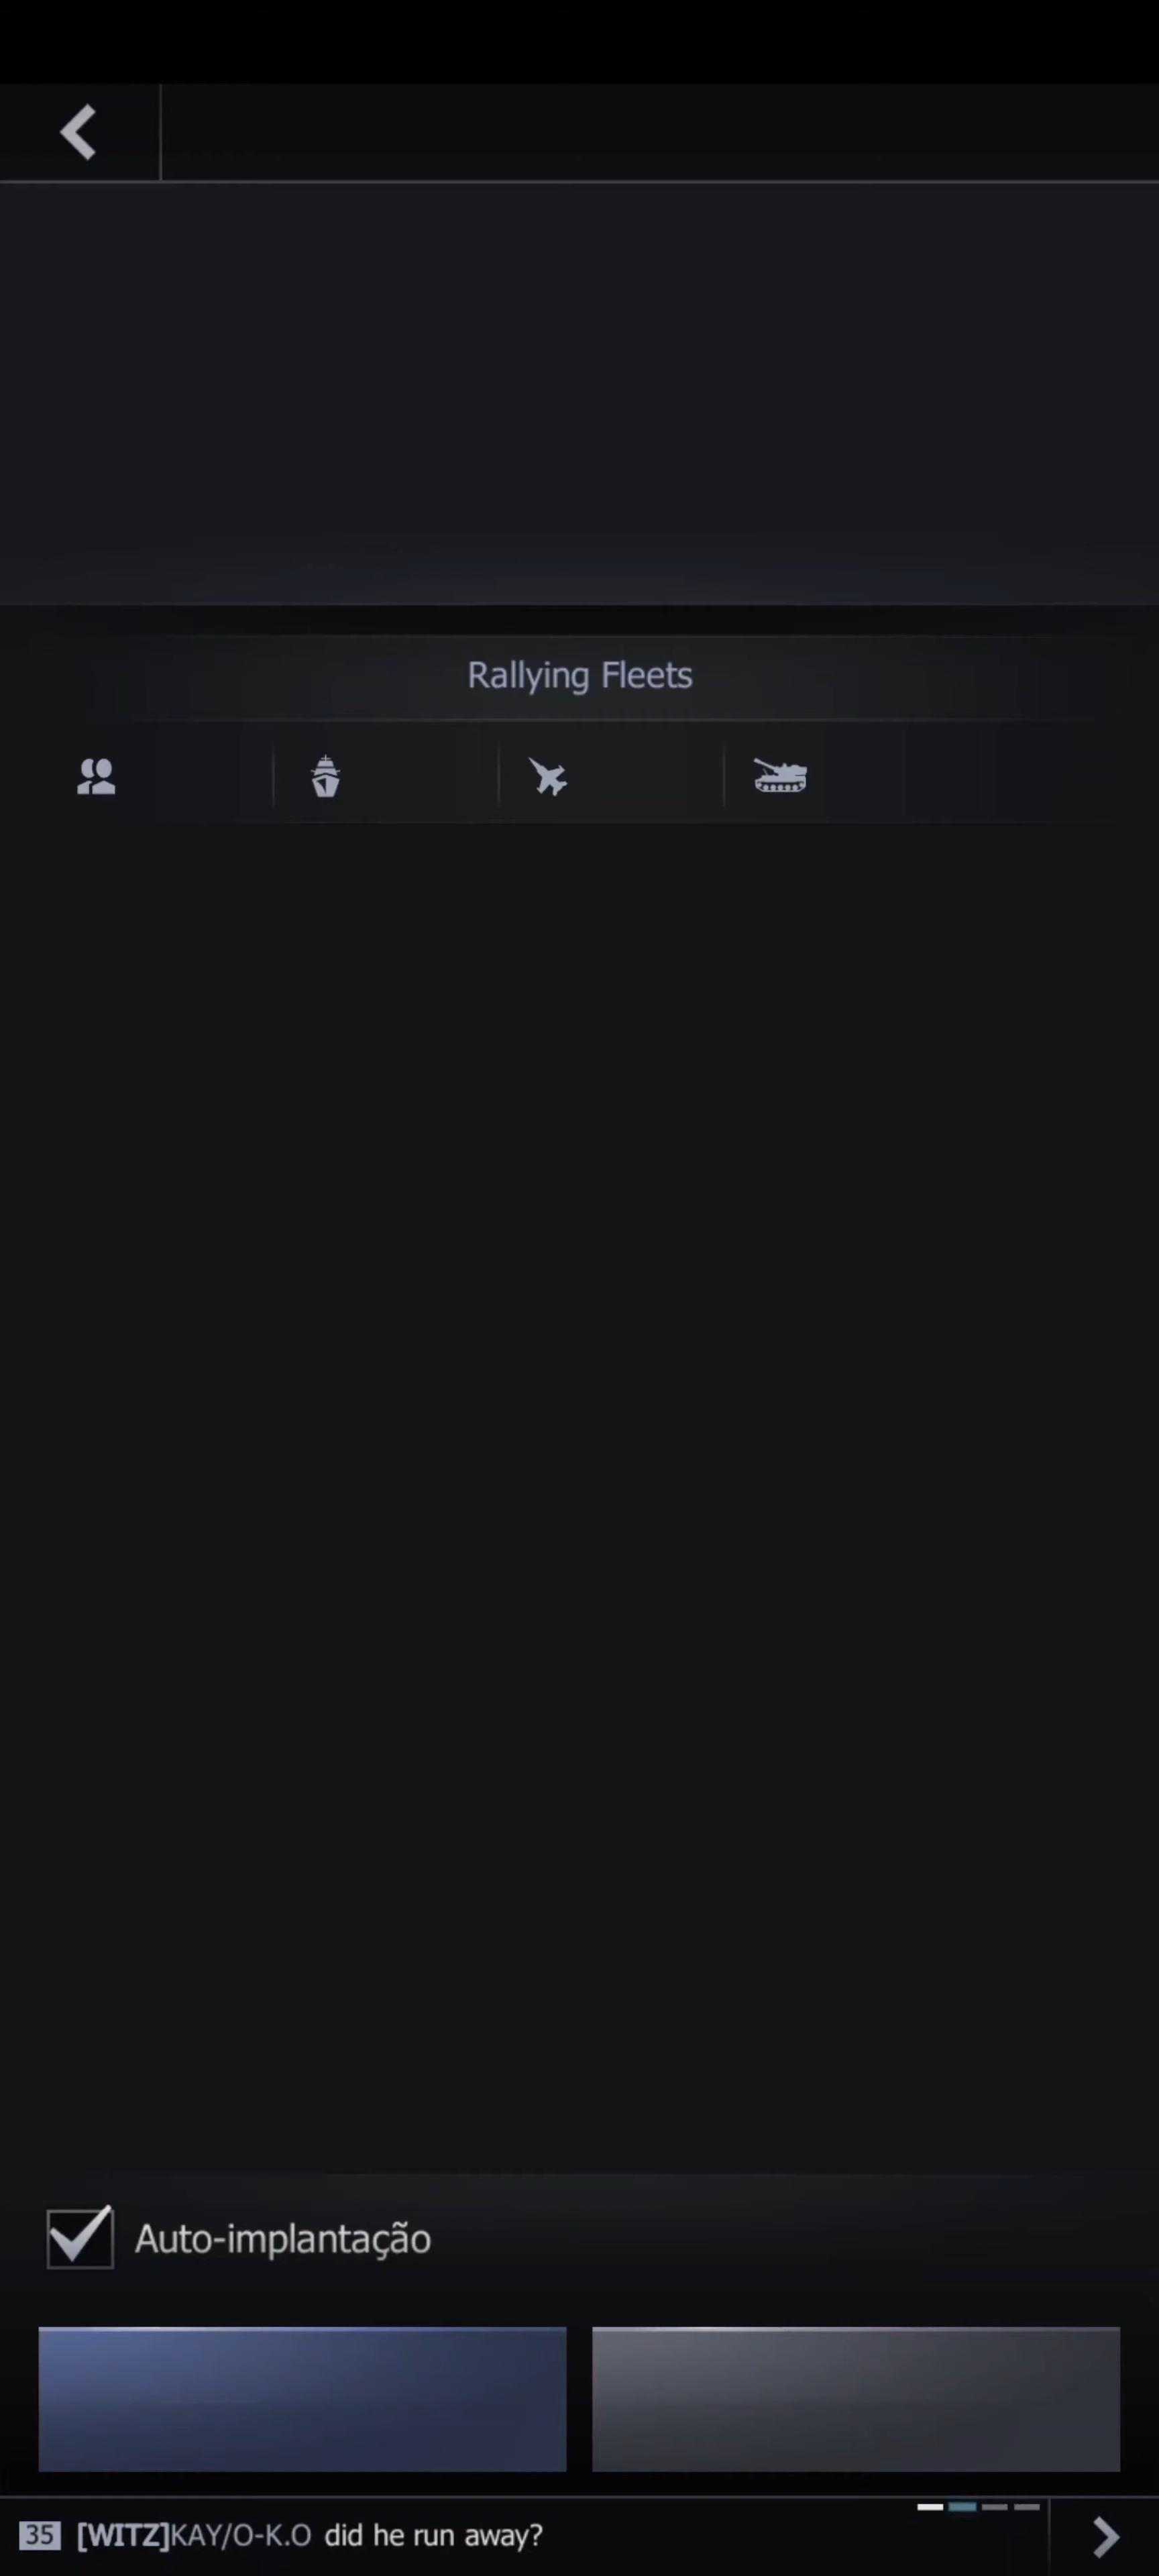 Rallying Fleets
Auto-implantação
35 [WITZ]KAY/O-K.O did he run away?